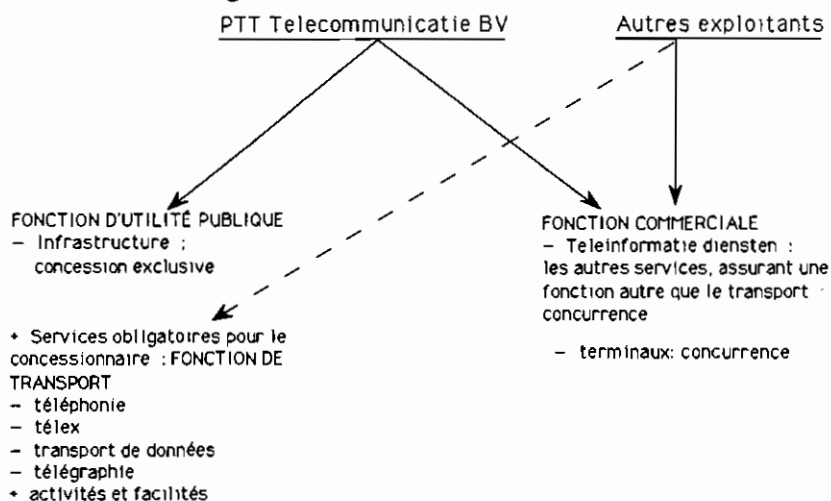 PTT Telecommunicatie BV
Autres exploitants
FONCTION D'UTILITÉ PUBLIQUE
– Infrastructure :
concession exclusive
+ Services obligatoires pour le
concessionnaire : FONCTION DE
TRANSPORT
– téléphonie
– télex
– transport de données
– télégraphie
+ activités et facilités
FONCTION COMMERCIALE
– Teleinformatie diensten :
les autres services, assurant une
fonction autre que le transport
concurrence
– terminaux: concurrence